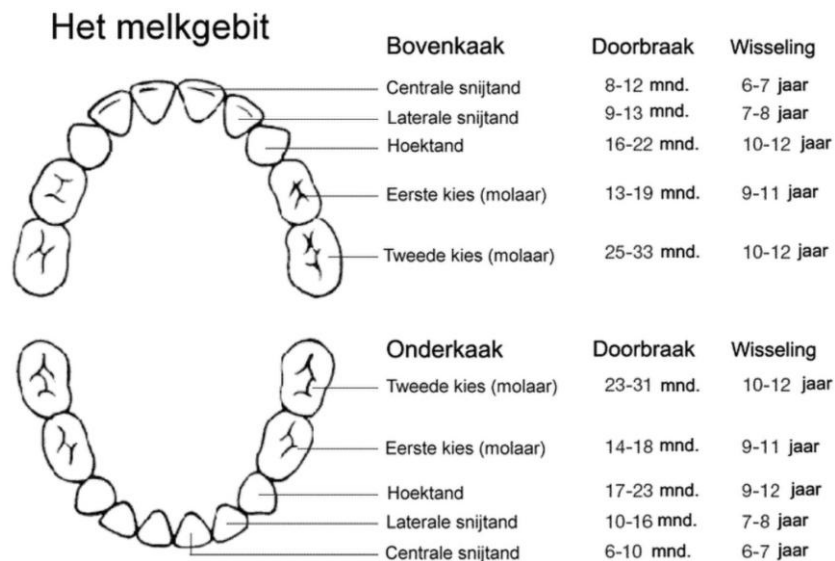 Het melkgebit
Bovenkaak Doorbraak Wisseling
Centrale snijtand 8-12 mnd. 6-7 jaar
Laterale snijtand 9-13 mnd. 7-8 jaar
Hoektand 16-22 mnd. 10-12 jaar
Eerste kies (molaar) 13-19 mnd. 9-11 jaar
Tweede kies (molaar) 25-33 mnd. 10-12 jaar
Onderkaak Doorbraak Wisseling
Tweede kies (molaar) 23-31 mnd. 10-12 jaar
Eerste kies (molaar) 14-18 mnd. 9-11 jaar
Hoektand 17-23 mnd. 9-12 jaar
Laterale snijtand 10-16 mnd. 7-8 jaar
Centrale snijtand 6-10 mnd. 6-7 jaar